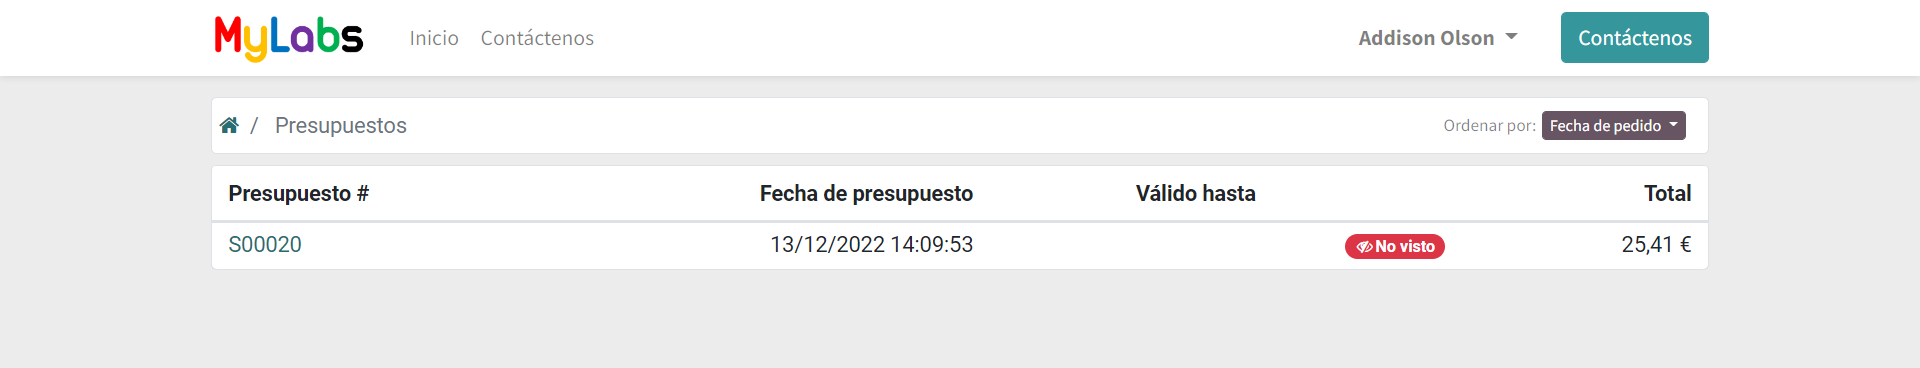 MyLabs Inicio Contáctenos Addison Olson Contáctenos
/ Presupuestos Ordenar por: Fecha de pedido
Presupuesto # Fecha de presupuesto Válido hasta Total
S00020 13/12/2022 14:09:53 No visto 25,41 €